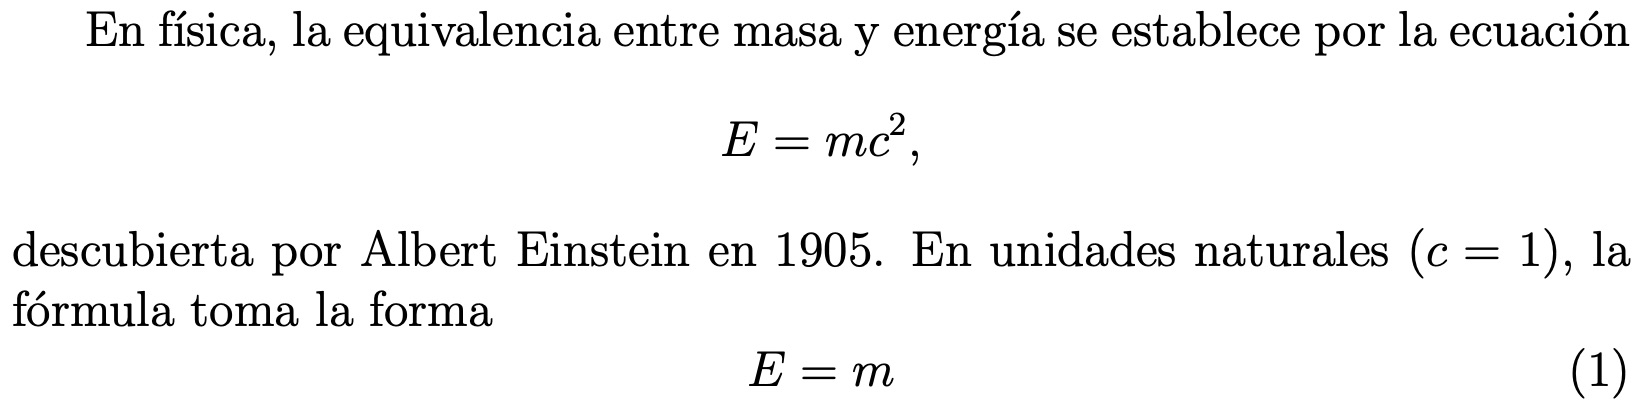 En física, la equivalencia entre masa y energía se establece por la ecuación
E = mc²,
descubierta por Albert Einstein en 1905. En unidades naturales (c = 1), la
fórmula toma la forma
E = m (1)